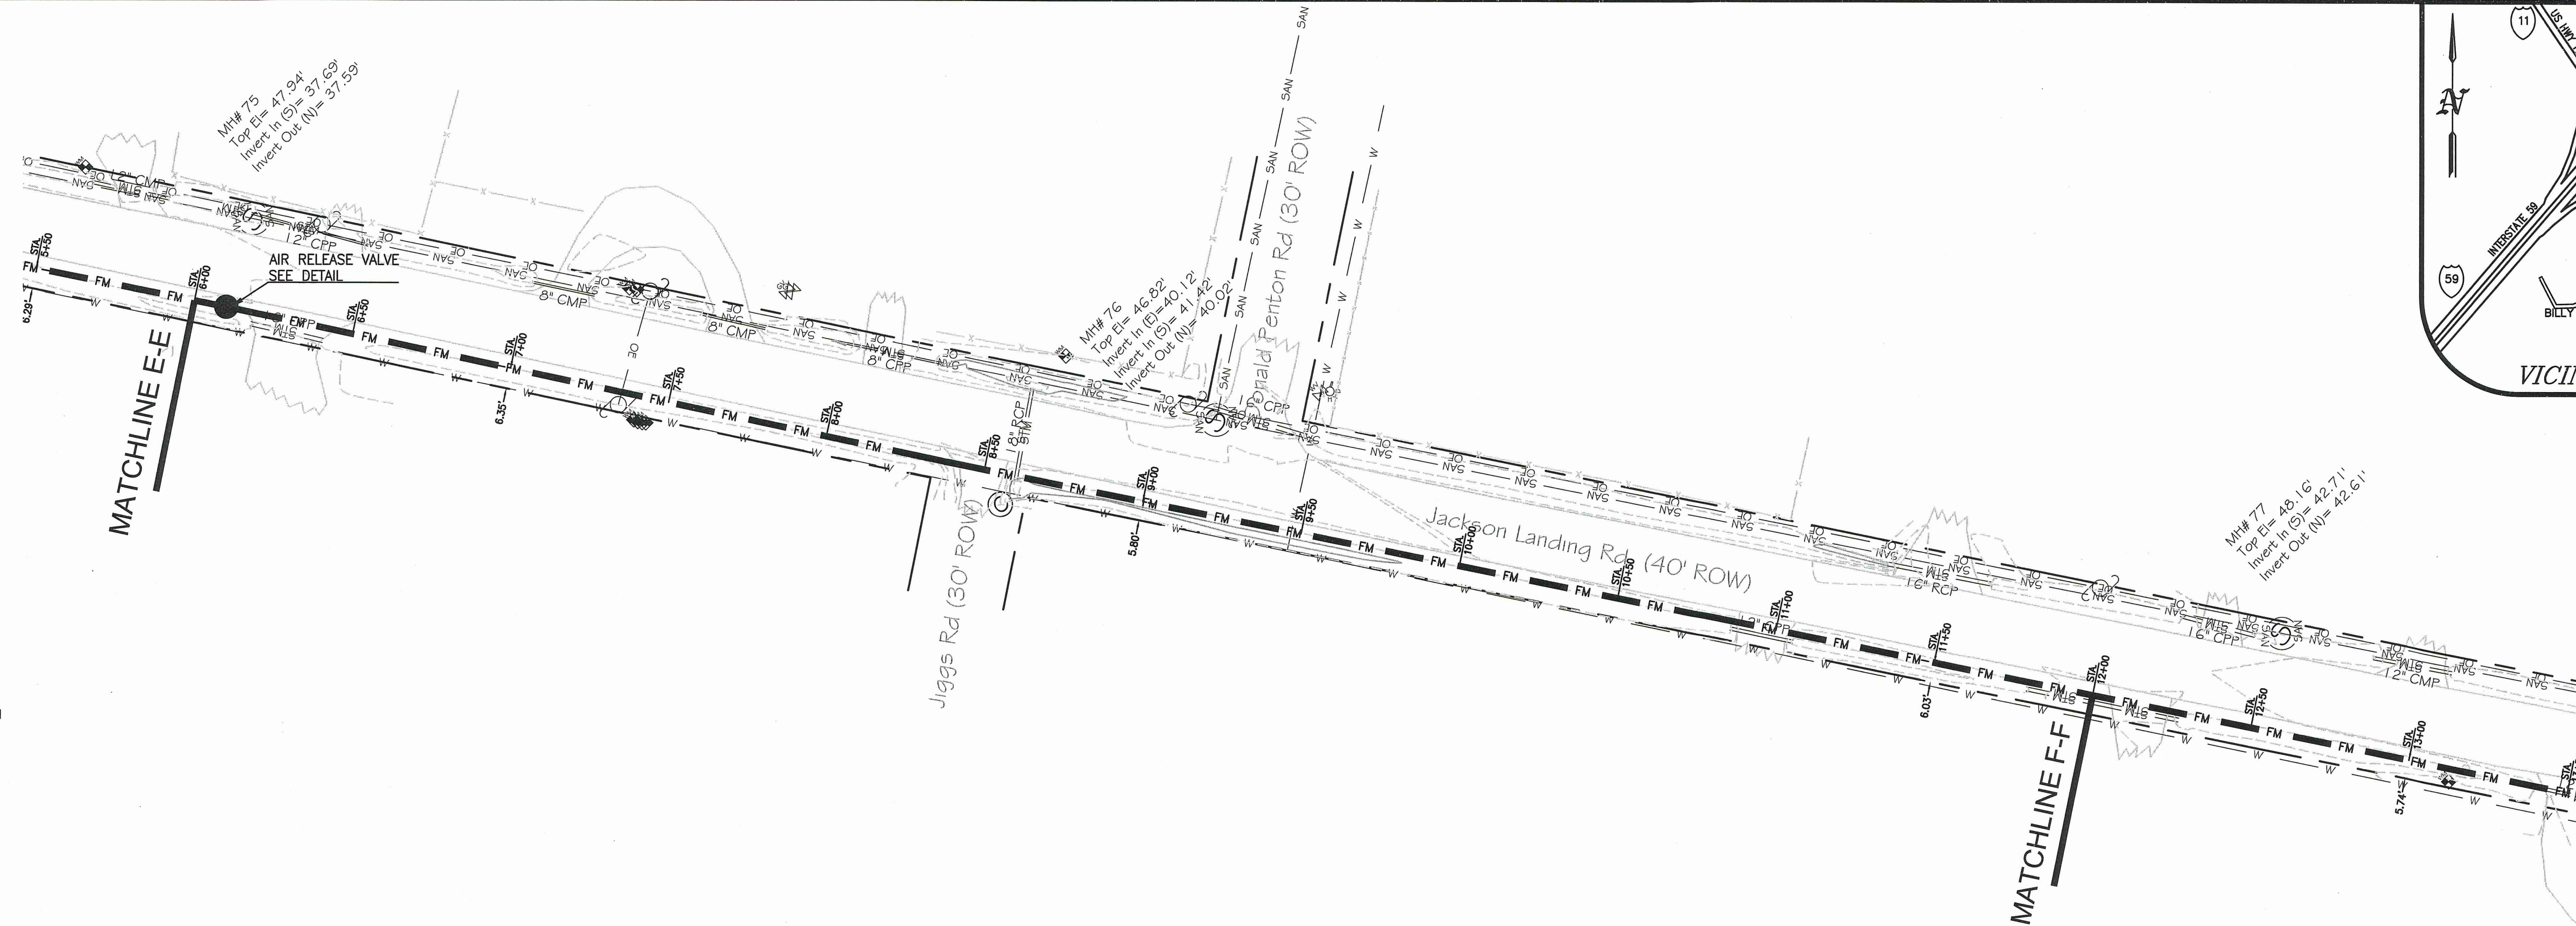 MH# 75
Top El= 47.94'
Invert In (S)= 37.69'
Invert Out (N)= 37.59'
12" CMP
12" CPP
AIR RELEASE VALVE
SEE DETAIL
STA.
5+50
STA.
6+00
STA.
6+50
STA.
7+00
STA.
7+50
STA.
8+00
STA.
8+50
STA.
9+00
STA.
9+50
STA.
10+00
STA.
10+50
STA.
11+00
STA.
11+50
STA.
12+00
STA.
12+50
STA.
13+00
FM
W
SAN
OE
STM
X
6.29'
6.35'
5.80'
6.03'
5.74'
8" CMP
8" CMP
8" CPP
MH# 76
Top El= 46.82'
Invert In (E)= 40.12'
Invert In (S)= 41.42'
Invert Out (N)= 40.02'
Donald Penton Rd (30' ROW)
Jiggs Rd (30' ROW)
Jackson Landing Rd. (40' ROW)
16" RCP
16" CPP
12" CMP
MH# 77
Top El= 48.16'
Invert In (S)= 42.71'
Invert Out (N)= 42.61'
MATCHLINE E-E
MATCHLINE F-F
N
11
US HWY
INTERSTATE 59
59
BILLY
VICI